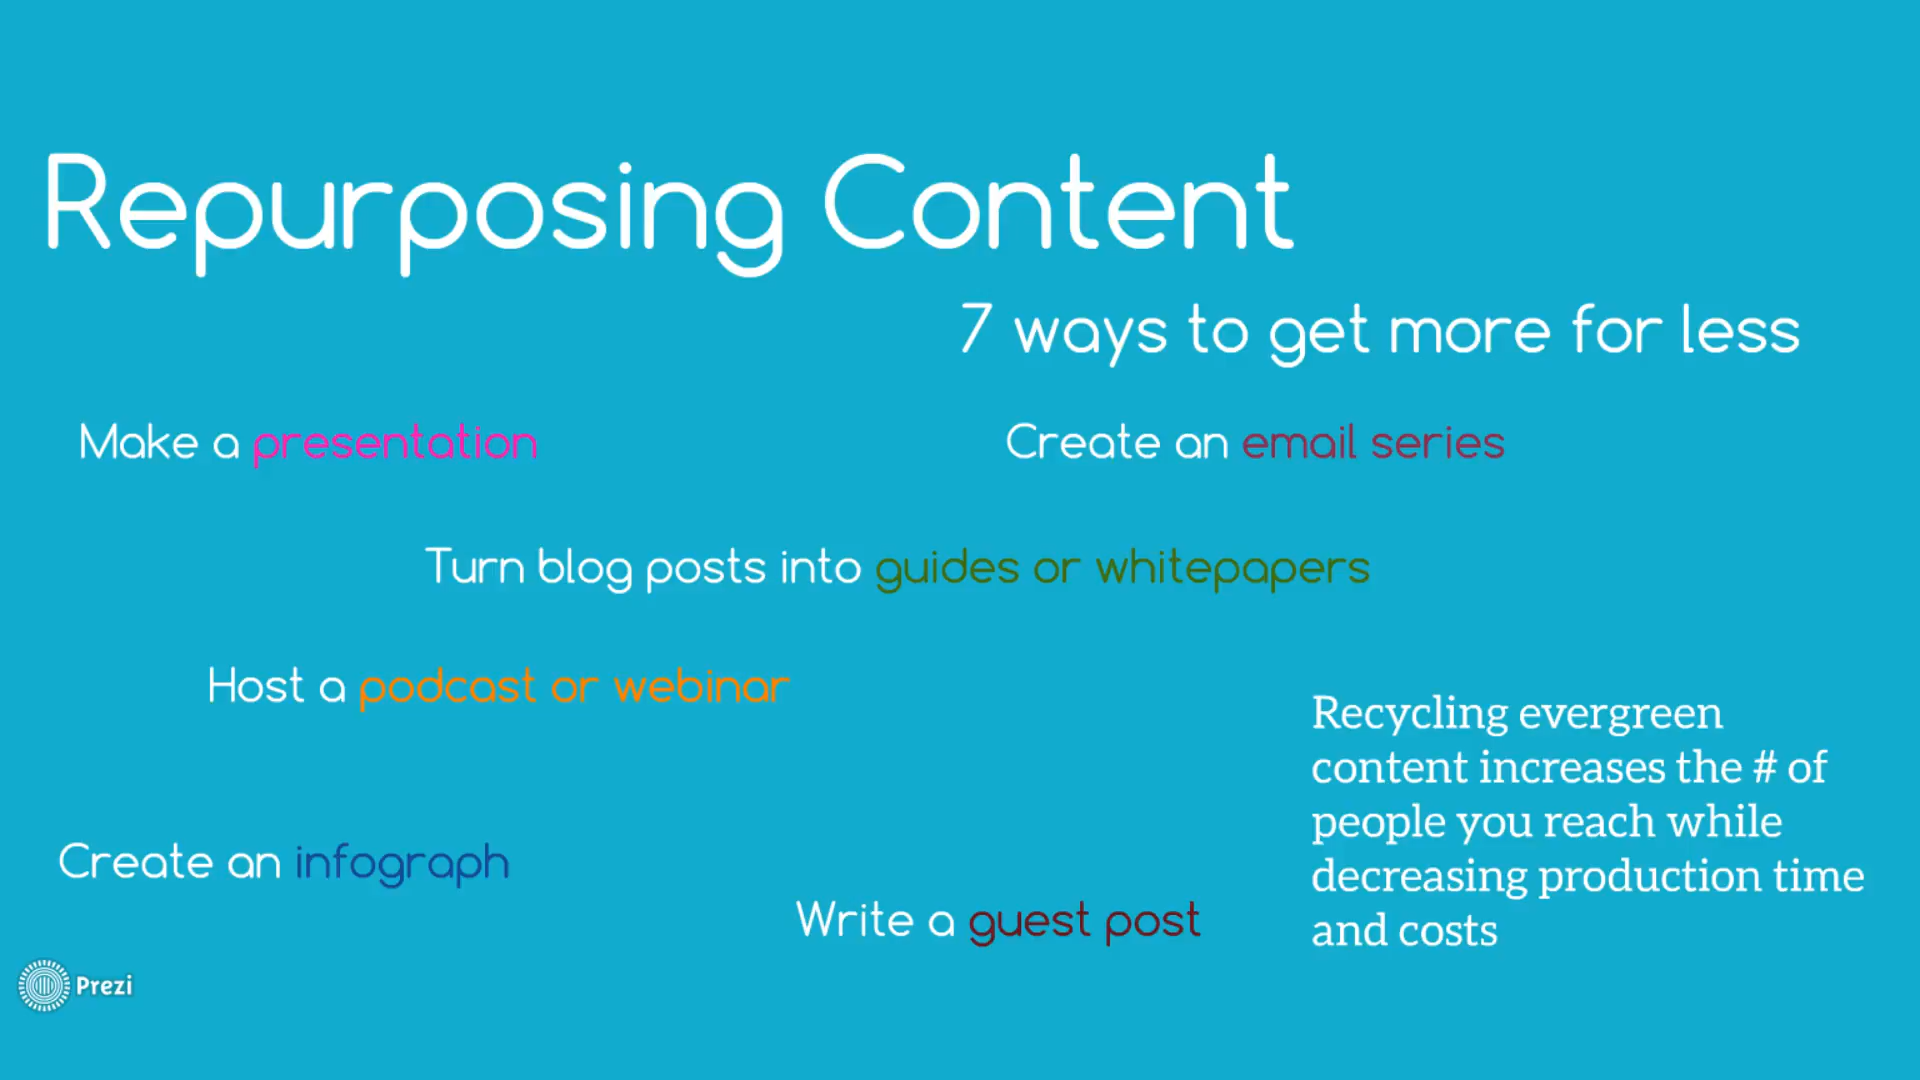 Repurposing Content
7 ways to get more for less
Make a presentation
Create an email series
Turn blog posts into guides or whitepapers
Host a podcast or webinar
Recycling evergreen
content increases the # of
people you reach while
decreasing production time
and costs
Create an infograph
Write a guest post
Prezi